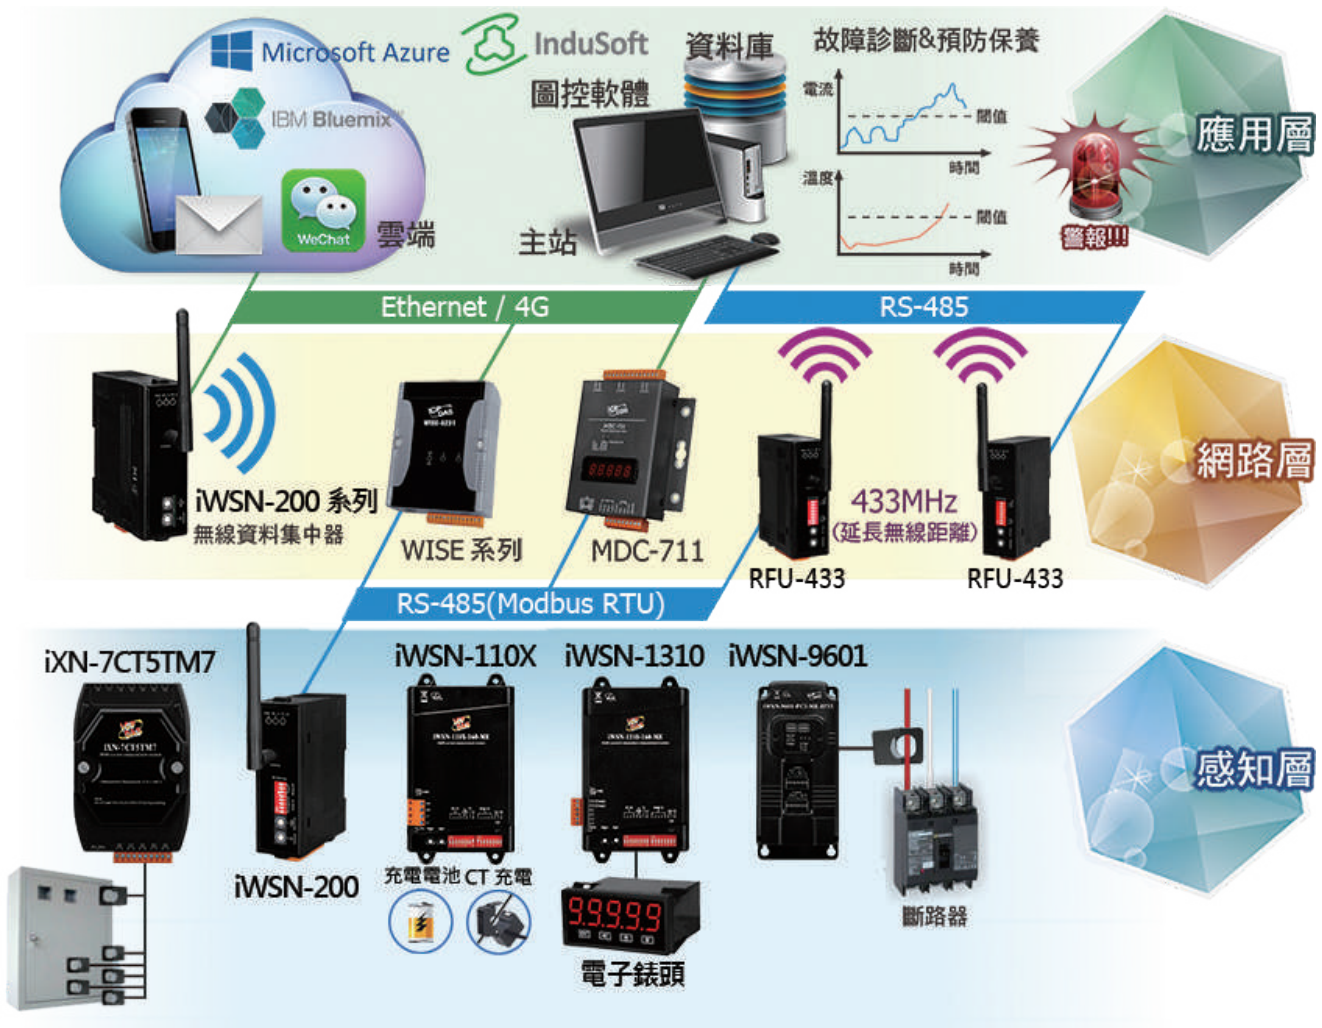 Microsoft Azure
IBM Bluemix
WeChat
雲端
InduSoft
圖控軟體
資料庫
主站
故障診斷&預防保養
電流
閥值
時間
溫度
閥值
時間
警報!!!
應用層
Ethernet / 4G
RS-485
iWSN-200 系列
無線資料集中器
WISE 系列
MDC-711
433MHz
(延長無線距離)
RFU-433
RFU-433
網路層
RS-485(Modbus RTU)
iXN-7CT5TM7
iXN-7CT5TM7
iWSN-200
iWSN-110X
充電電池
CT 充電
iWSN-1310
99999
電子錶頭
iWSN-9601
斷路器
感知層